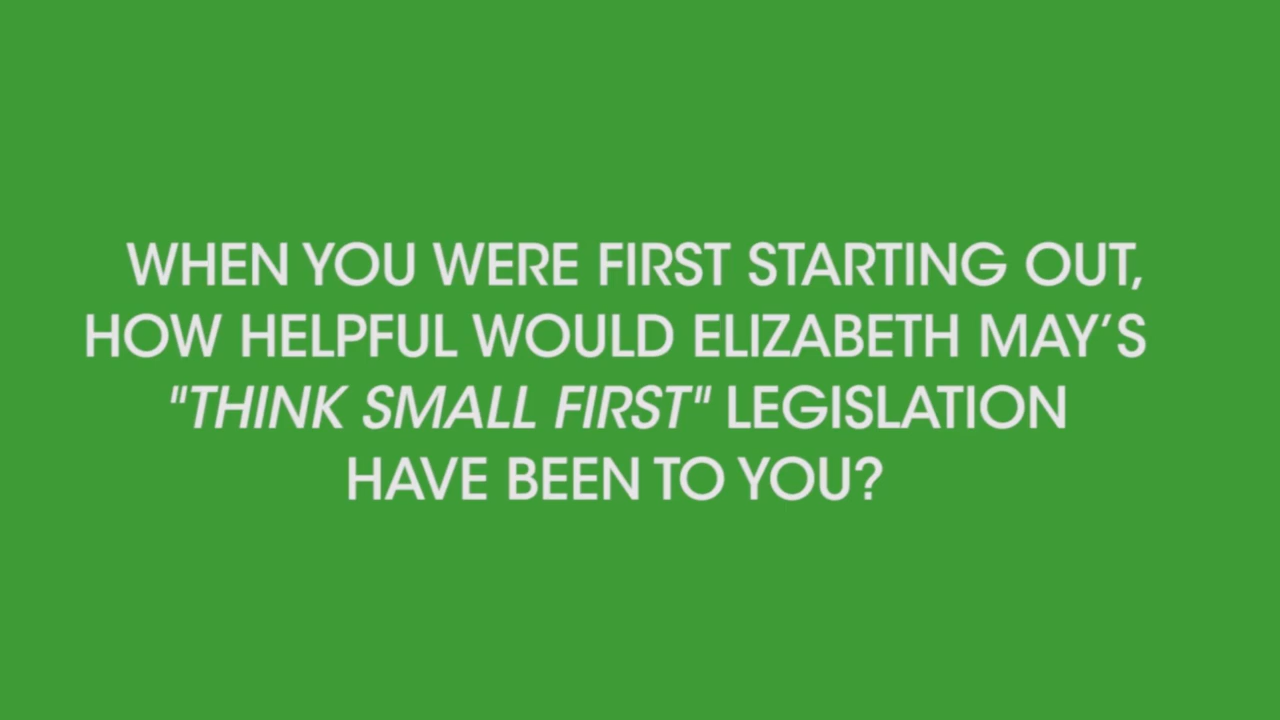 WHEN YOU WERE FIRST STARTING OUT,
HOW HELPFUL WOULD ELIZABETH MAY’S
"THINK SMALL FIRST" LEGISLATION
HAVE BEEN TO YOU?